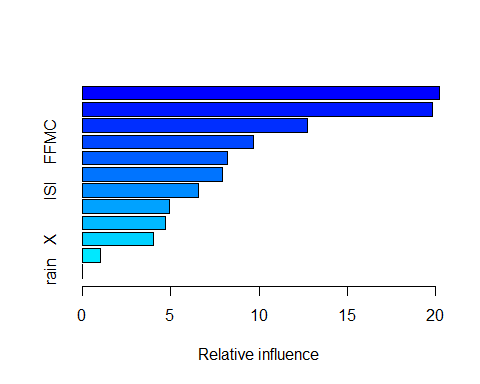 FFMC
ISI
X
rain
0 5 10 15 20
Relative influence